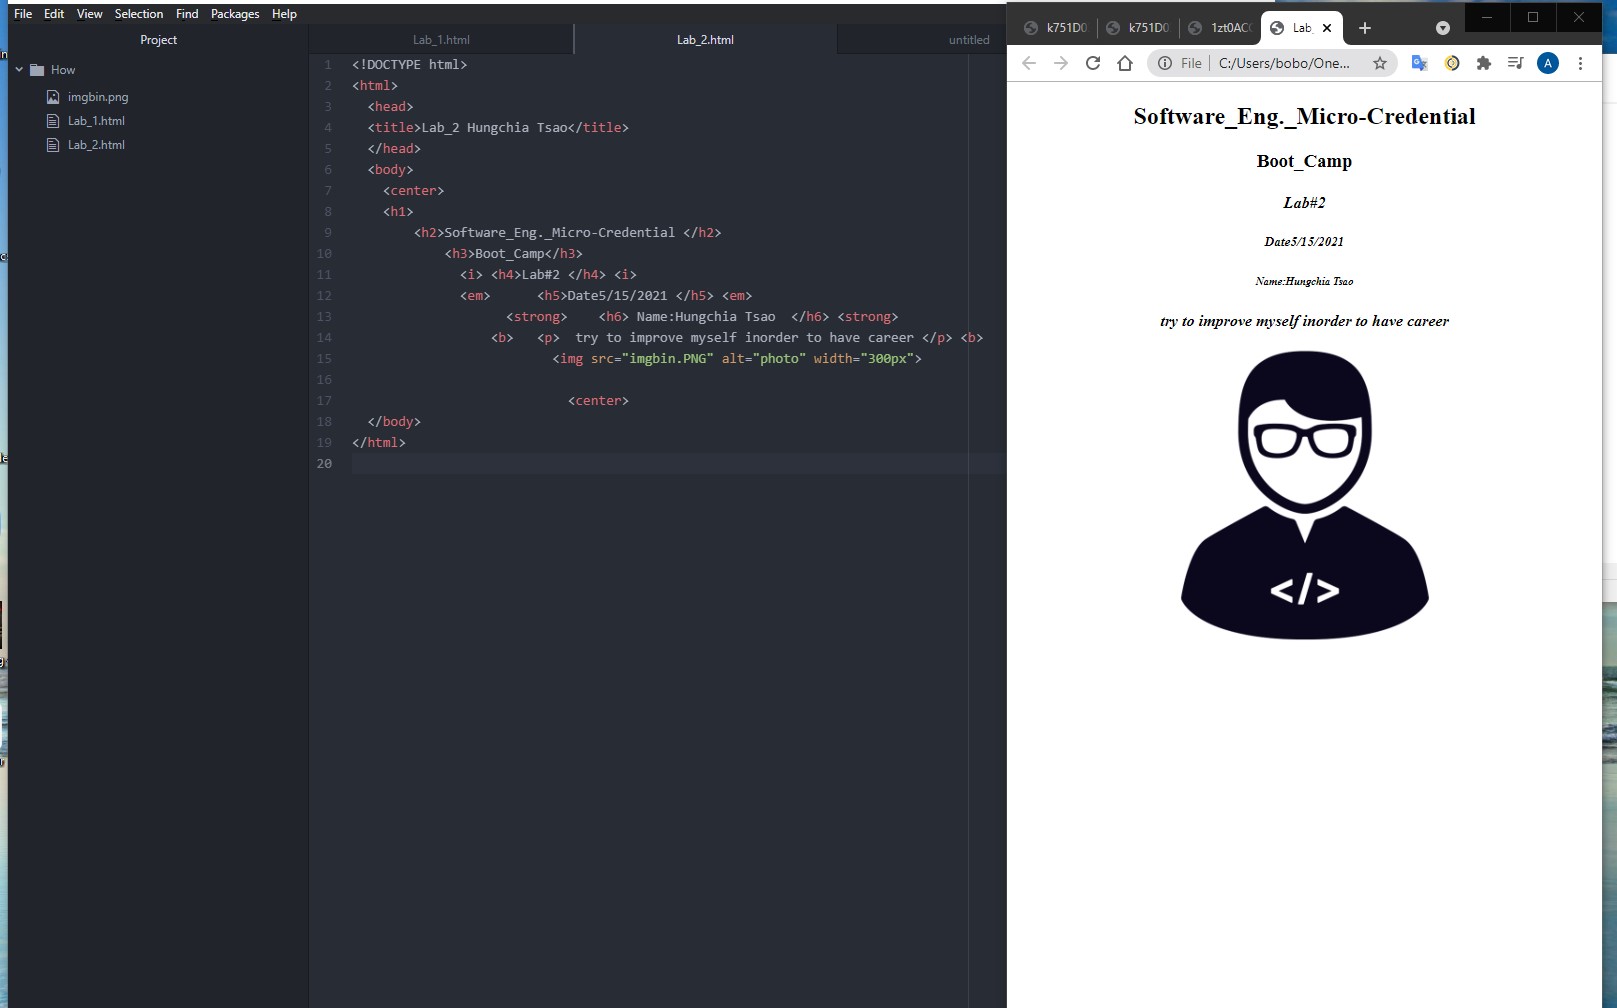 File Edit View Selection Find Packages Help
Project
How
imgbin.png
Lab_1.html
Lab_2.html
Lab_1.html Lab_2.html untitled
1 <!DOCTYPE html>
2 <html>
3 <head>
4 <title>Lab_2 Hungchia Tsao</title>
5 </head>
6 <body>
7 <center>
8 <h1>
9 <h2>Software_Eng._Micro-Credential </h2>
10 <h3>Boot_Camp</h3>
11 <i> <h4>Lab#2 </h4> <i>
12 <em> <h5>Date5/15/2021 </h5> <em>
13 <strong> <h6> Name:Hungchia Tsao </h6> <strong>
14 <b> <p> try to improve myself inorder to have career </p> <b>
15 <img src="imgbin.PNG" alt="photo" width="300px">
16
17 <center>
18 </body>
19 </html>
20
k751D0 k751D0 1zt0AC Lab_
File C:/Users/bobo/One...
A
Software_Eng._Micro-Credential
Boot_Camp
Lab#2
Date5/15/2021
Name:Hungchia Tsao
try to improve myself inorder to have career
</>